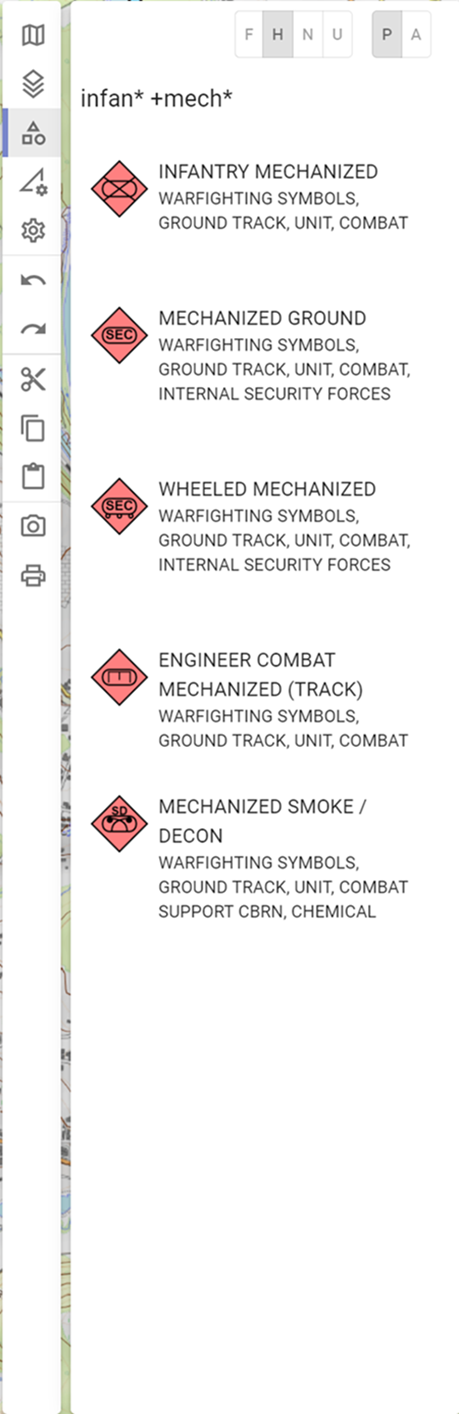 F H N U P A
infan* +mech*
INFANTRY MECHANIZED
WARFIGHTING SYMBOLS,
GROUND TRACK, UNIT, COMBAT
SEC
MECHANIZED GROUND
WARFIGHTING SYMBOLS,
GROUND TRACK, UNIT, COMBAT,
INTERNAL SECURITY FORCES
SEC
WHEELED MECHANIZED
WARFIGHTING SYMBOLS,
GROUND TRACK, UNIT, COMBAT,
INTERNAL SECURITY FORCES
ENGINEER COMBAT
MECHANIZED (TRACK)
WARFIGHTING SYMBOLS,
GROUND TRACK, UNIT, COMBAT
SD
MECHANIZED SMOKE /
DECON
WARFIGHTING SYMBOLS,
GROUND TRACK, UNIT, COMBAT
SUPPORT CBRN, CHEMICAL